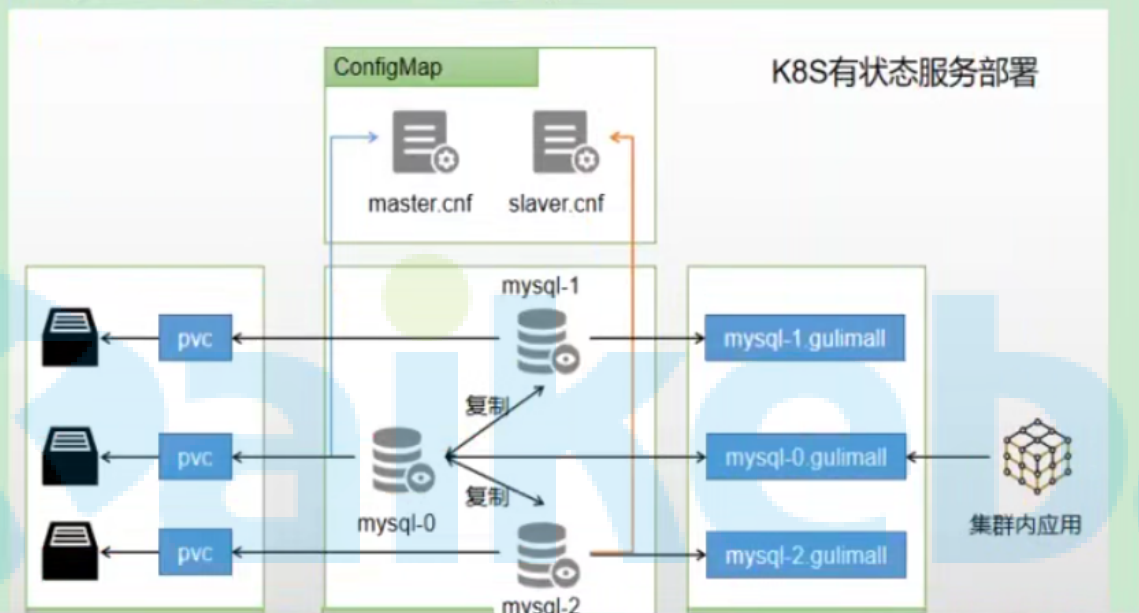 K8S有状态服务部署
ConfigMap
master.cnf
slaver.cnf
mysql-1
pvc
mysql-1.gulimall
复制
pvc
mysql-0.gulimall
复制
mysql-0
集群内应用
pvc
mysql-2.gulimall
mysql-2
aikeb